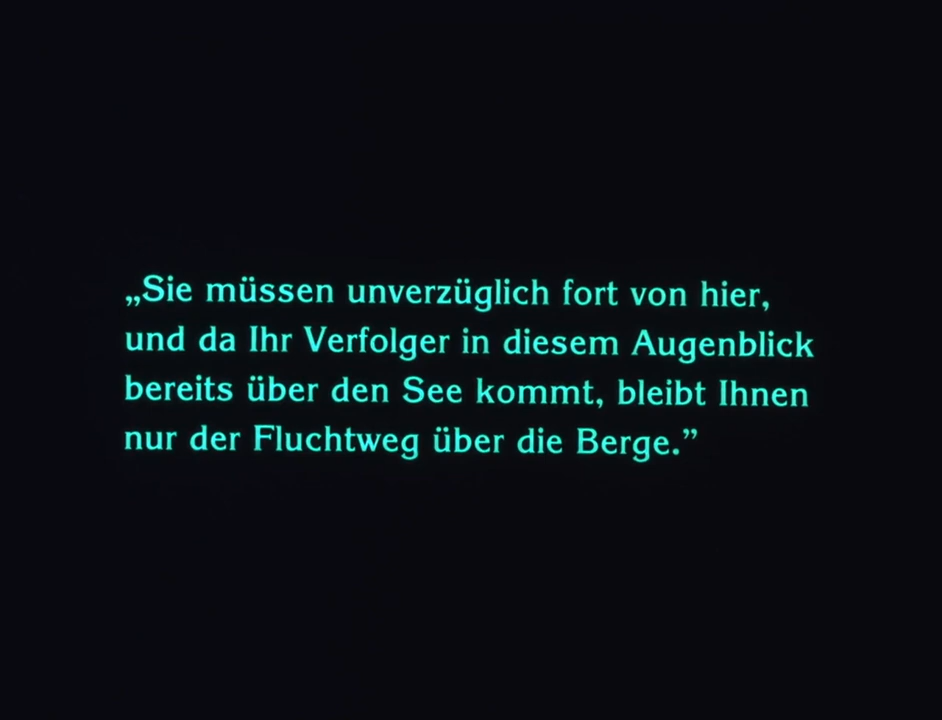 „Sie müssen unverzüglich fort von hier,
und da Ihr Verfolger in diesem Augenblick
bereits über den See kommt, bleibt Ihnen
nur der Fluchtweg über die Berge.”